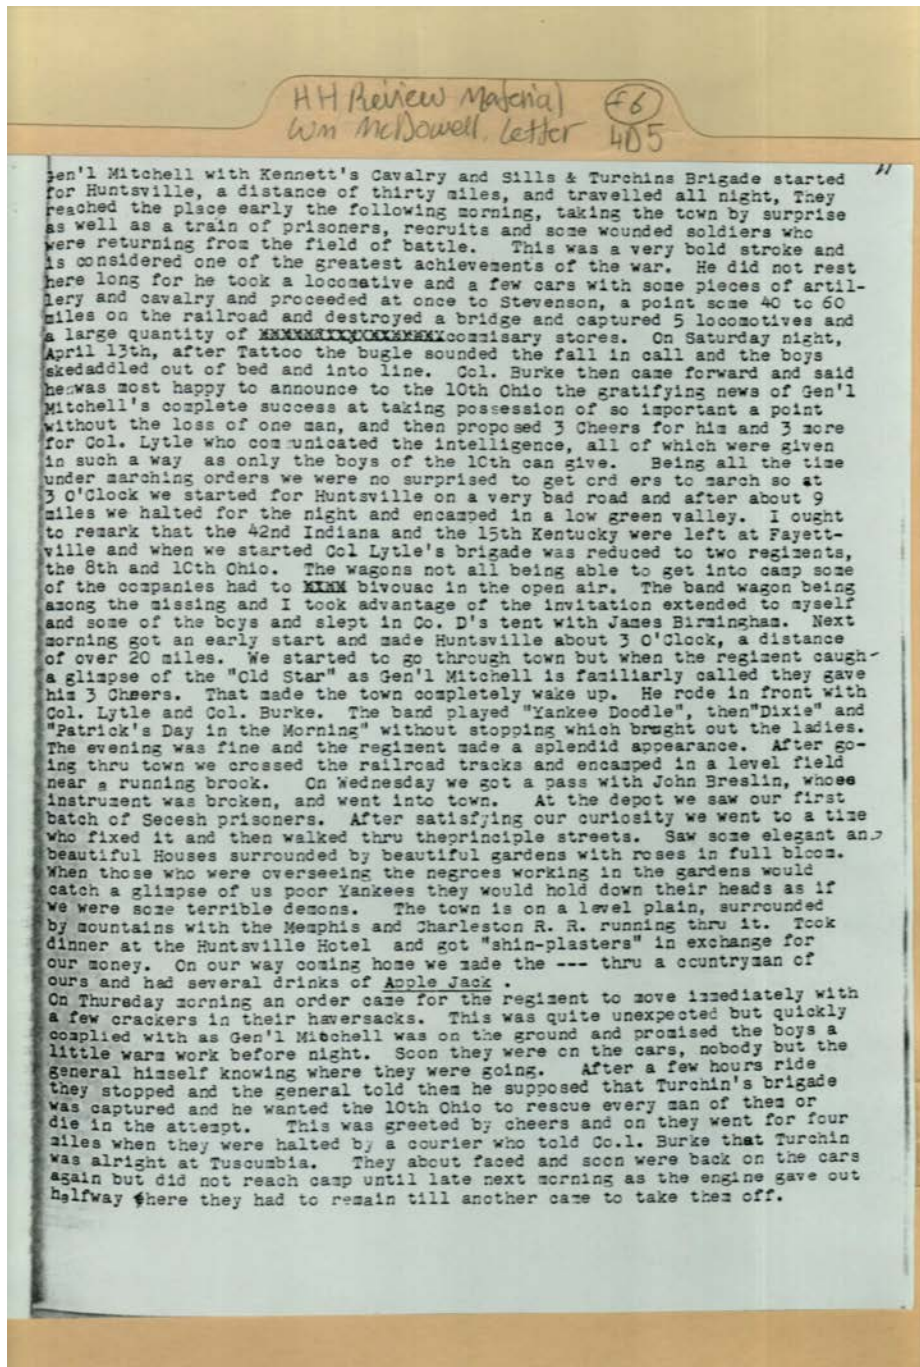 HH Review Material f6
Wm McDowell. Letter 4D5
11
Gen'l Mitchell with Kennett's Cavalry and Sills & Turchins Brigade started
for Huntsville, a distance of thirty miles, and travelled all night, They
reached the place early the following morning, taking the town by surprise
as well as a train of prisoners, recruits and some wounded soldiers who
were returning from the field of battle. This was a very bold stroke and
is considered one of the greatest achievements of the war. He did not rest
here long for he took a locomotive and a few cars with some pieces of artil-
lery and cavalry and proceeded at once to Stevenson, a point some 40 to 60
miles on the railroad and destroyed a bridge and captured 5 locomotives and
a large quantity of commisary stores. On Saturday night,
April 13th, after Tattoo the bugle sounded the fall in call and the boys
skedaddled out of bed and into line. Col. Burke then came forward and said
he was most happy to announce to the 10th Ohio the gratifying news of Gen'l
Mitchell's complete success at taking possession of so important a point
without the loss of one man, and then proposed 3 Cheers for him and 3 more
for Col. Lytle who com unicated the intelligence, all of which were given
in such a way as only the boys of the 10th can give. Being all the time
under marching orders we were no surprised to get ord ers to march so at
3 O'Clock we started for Huntsville on a very bad road and after about 9
miles we halted for the night and encamped in a low green valley. I ought
to remark that the 42nd Indiana and the 15th Kentucky were left at Fayett-
ville and when we started Col Lytle's brigade was reduced to two regiments,
the 8th and 10th Ohio. The wagons not all being able to get into camp some
of the companies had to bivouac in the open air. The band wagon being
among the missing and I took advantage of the invitation extended to myself
and some of the boys and slept in Co. D's tent with James Birmingham. Next
morning got an early start and made Huntsville about 3 O'Clock, a distance
of over 20 miles. We started to go through town but when the regiment caugh
a glimpse of the "Old Star" as Gen'l Mitchell is familiarly called they gave
him 3 Cheers. That made the town completely wake up. He rode in front with
Col. Lytle and Col. Burke. The band played "Yankee Doodle", then"Dixie" and
"Patrick's Day in the Morning" without stopping which brught out the ladies.
The evening was fine and the regiment made a splendid appearance. After go-
ing thru town we crossed the railroad tracks and encamped in a level field
near a running brook. On Wednesday we got a pass with John Breslin, whose
instrument was broken, and went into town. At the depot we saw our first
batch of Secesh prisoners. After satisfying our curiosity we went to a time
who fixed it and then walked thru theprinciple streets. Saw some elegant and
beautiful Houses surrounded by beautiful gardens with roses in full bloom.
When those who were overseeing the negroes working in the gardens would
catch a glimpse of us poor Yankees they would hold down their heads as if
we were some terrible demons. The town is on a level plain, surrounded
by mountains with the Memphis and Charleston R. R. running thru it. Took
dinner at the Huntsville Hotel and got "shin-plasters" in exchange for
our money. On our way coming home we made the --- thru a countryman of
ours and had several drinks of Apple Jack .
On Thursday morning an order came for the regiment to move immediately with
a few crackers in their haversacks. This was quite unexpected but quickly
complied with as Gen'l Mitchell was on the ground and promised the boys a
little warm work before night. Soon they were on the cars, nobody but the
general himself knowing where they were going. After a few hours ride
they stopped and the general told them he supposed that Turchin's brigade
was captured and he wanted the 10th Ohio to rescue every man of them or
die in the attempt. This was greeted by cheers and on they went for four
miles when they were halted by a courier who told Co.l. Burke that Turchin
was alright at Tuscumbia. They about faced and soon were back on the cars
again but did not reach camp until late next morning as the engine gave out
halfway where they had to remain till another came to take them off.